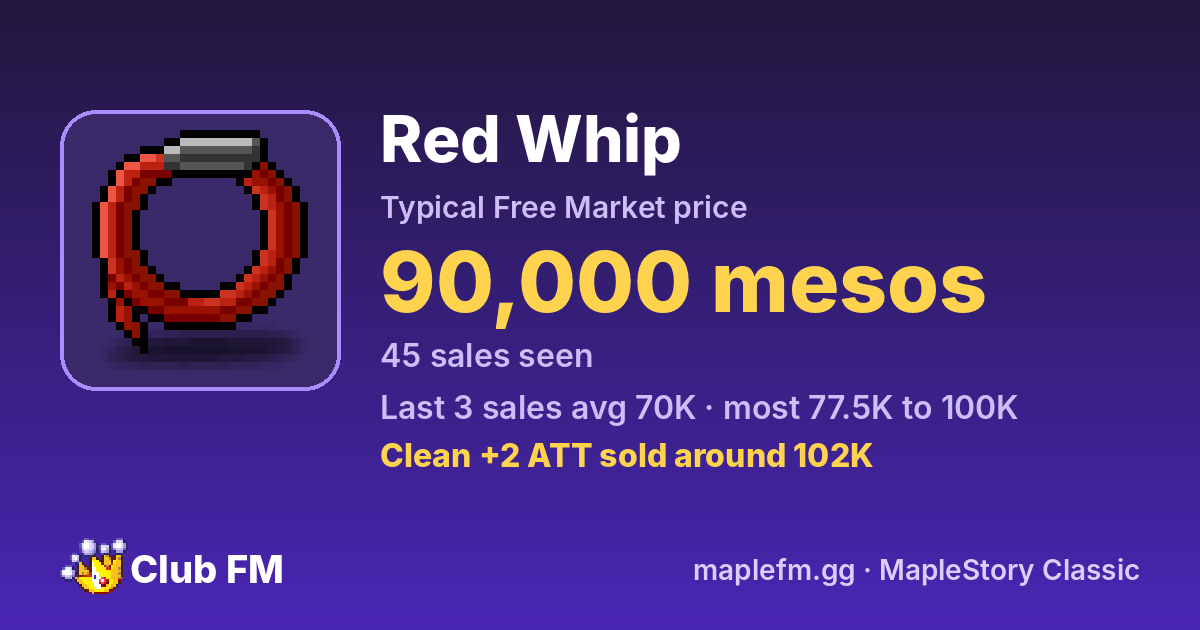 Red Whip
Typical Free Market price
90,000 mesos
45 sales seen
Last 3 sales avg 70K · most 77.5K to 100K
Clean +2 ATT sold around 102K
Club FM
maplefm.gg · MapleStory Classic